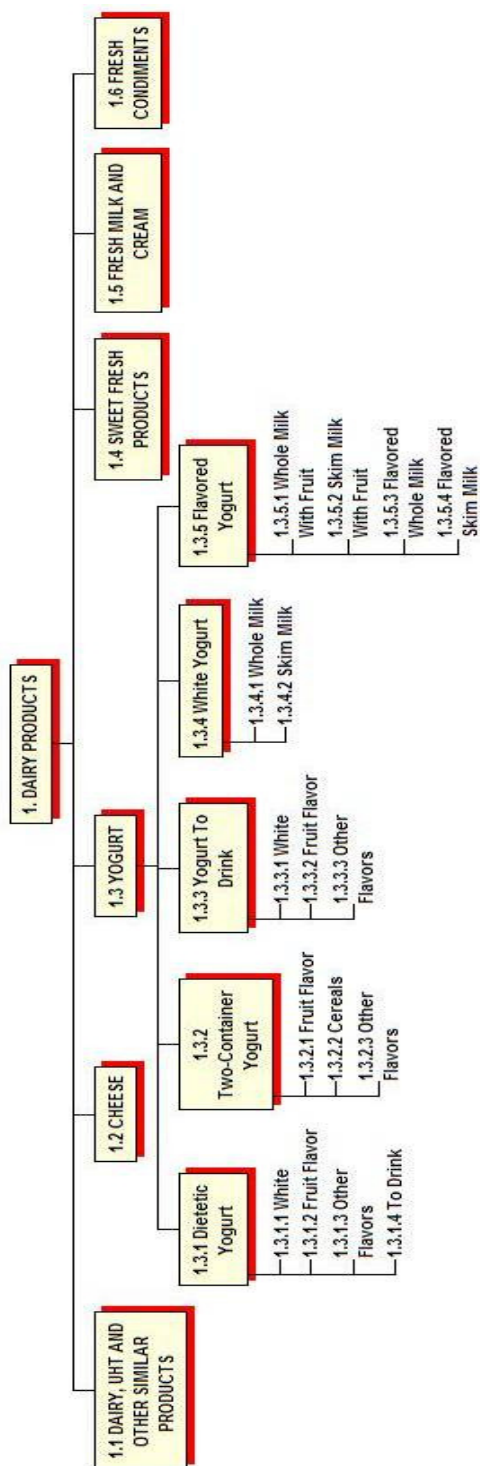 1. DAIRY PRODUCTS
1.1 DAIRY, UHT AND
OTHER SIMILAR
PRODUCTS
1.2 CHEESE
1.3 YOGURT
1.4 SWEET FRESH
PRODUCTS
1.5 FRESH MILK AND
CREAM
1.6 FRESH
CONDIMENTS
1.3.1 Dietetic
Yogurt
1.3.1.1 White
1.3.1.2 Fruit Flavor
1.3.1.3 Other
Flavors
1.3.1.4 To Drink
1.3.2
Two-Container
Yogurt
1.3.2.1 Fruit Flavor
1.3.2.2 Cereals
1.3.2.3 Other
Flavors
1.3.3 Yogurt To
Drink
1.3.3.1 White
1.3.3.2 Fruit Flavor
1.3.3.3 Other
Flavors
1.3.4 White Yogurt
1.3.4.1 Whole Milk
1.3.4.2 Skim Milk
1.3.5 Flavored
Yogurt
1.3.5.1 Whole Milk
With Fruit
1.3.5.2 Skim Milk
With Fruit
1.3.5.3 Flavored
Whole Milk
1.3.5.4 Flavored
Skim Milk